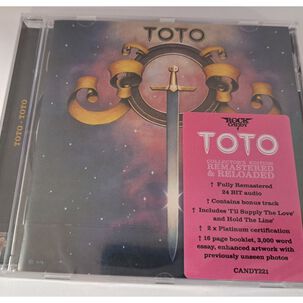 TOTO
TOTO - TOTO
ROCK
CANDY
TOTO
COLLECTOR'S EDITION
REMASTERED
& RELOADED
↑ Fully Remastered
24 BIT audio
↑ Contains bonus track
↑ Includes 'I'll Supply The Love'
and Hold The Line'
↑ 2 x Platinum certification
↑ 16 page booklet, 3,000 word
essay, enhanced artwork with
previously unseen photos
CANDY221